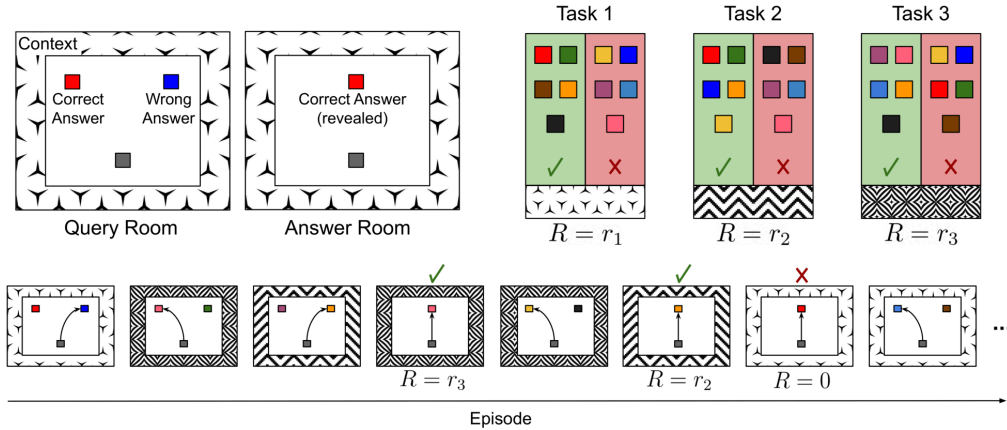 Context
Correct
Answer
Wrong
Answer
Query Room
Correct Answer
(revealed)
Answer Room
Task 1
Task 2
Task 3
✓ ✗
✓ ✗
✓ ✗
R = r₁
R = r₂
R = r₃
✓
✓
✗
R = r₃
R = r₂
R = 0
...
Episode